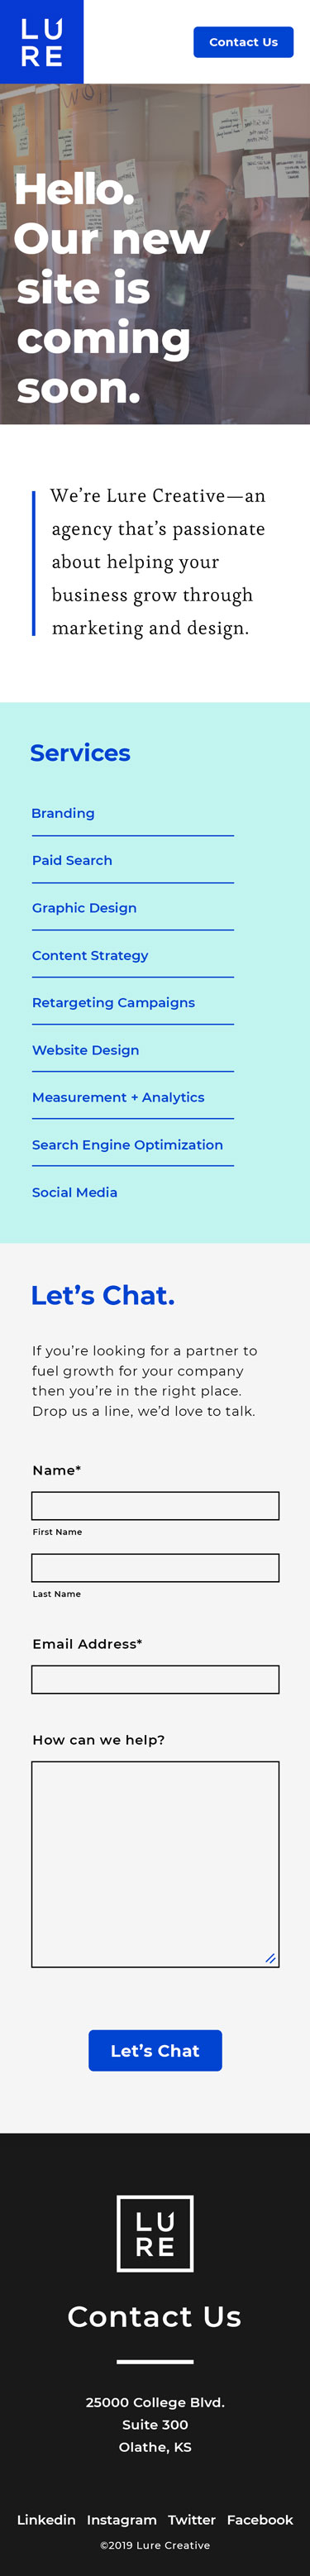 LU
RE
Contact Us
Hello.
Our new
site is
coming
soon.
We’re Lure Creative—an
agency that’s passionate
about helping your
business grow through
marketing and design.
Services
Branding
Paid Search
Graphic Design
Content Strategy
Retargeting Campaigns
Website Design
Measurement + Analytics
Search Engine Optimization
Social Media
Let’s Chat.
If you’re looking for a partner to
fuel growth for your company
then you’re in the right place.
Drop us a line, we’d love to talk.
Name*
First Name
Last Name
Email Address*
How can we help?
Let’s Chat
LU
RE
Contact Us
25000 College Blvd.
Suite 300
Olathe, KS
Linkedin Instagram Twitter Facebook
©2019 Lure Creative